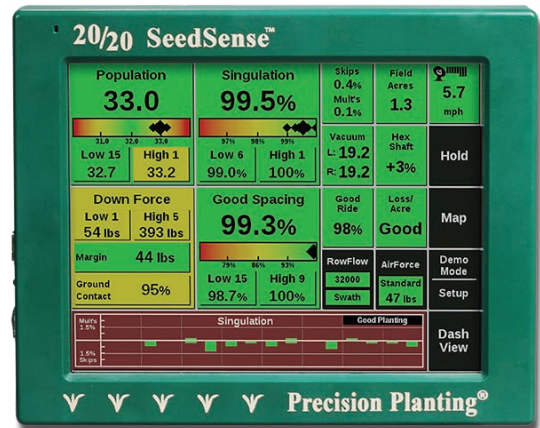 20/20 SeedSense™
Population
33.0
31.0 32.0 33.0
Low 15 High 1
32.7 33.2
Singulation
99.5%
97% 98% 99%
Low 6 High 1
99.0% 100%
Skips
0.4%
Mult's
0.1%
Field
Acres
1.3
5.7
mph
Vacuum
L: 19.2
R: 19.2
Hex
Shaft
+3%
Hold
Down Force
Low 1 High 5
54 lbs 393 lbs
Margin 44 lbs
Ground
Contact 95%
Good Spacing
99.3%
79% 86% 93%
Low 15 High 9
98.7% 100%
Good
Ride
98%
Loss/
Acre
Good
Map
RowFlow
32000
Swath
AirForce
Standard
47 lbs
Demo
Mode
Setup
Mult's
1.5%
Singulation
Good Planting
1.5%
Skips
Dash
View
Precision Planting®